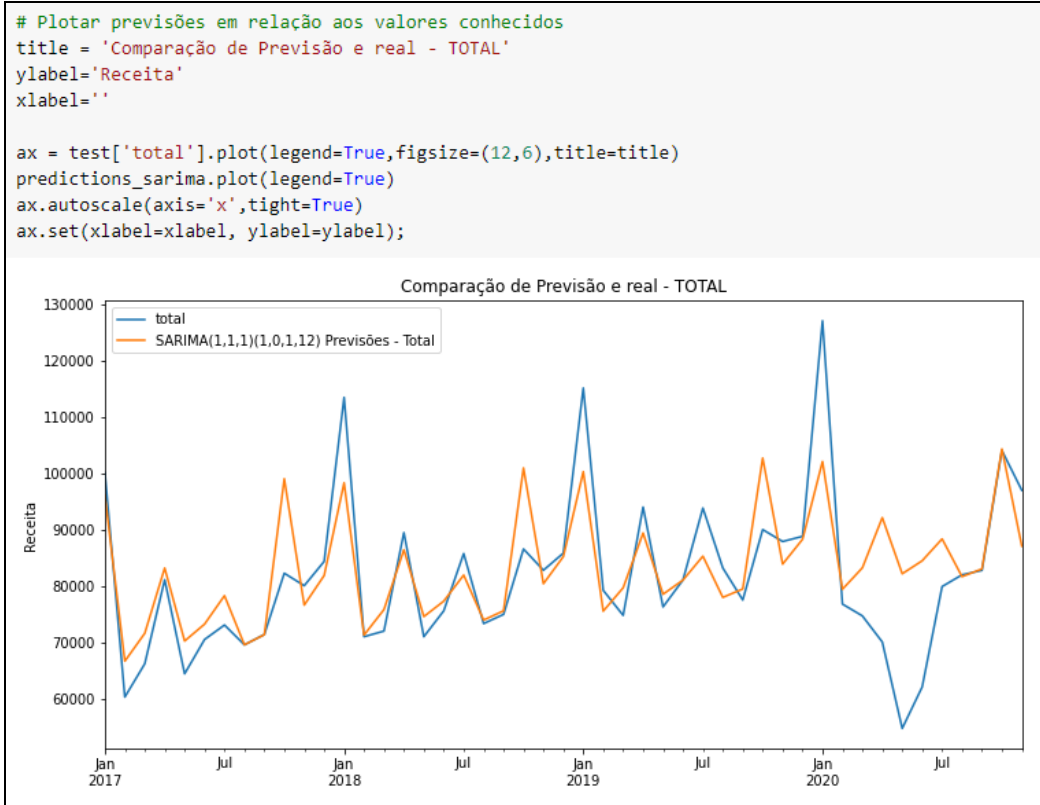 # Plotar previsões em relação aos valores conhecidos
title = 'Comparação de Previsão e real - TOTAL'
ylabel='Receita'
xlabel=''
ax = test['total'].plot(legend=True,figsize=(12,6),title=title)
predictions_sarima.plot(legend=True)
ax.autoscale(axis='x',tight=True)
ax.set(xlabel=xlabel, ylabel=ylabel);
Comparação de Previsão e real - TOTAL
130000
120000
110000
100000
90000
80000
70000
60000
Receita
total
SARIMA(1,1,1)(1,0,1,12) Previsões - Total
Jan Jul Jan Jul Jan Jul Jan Jul
2017 2018 2019 2020